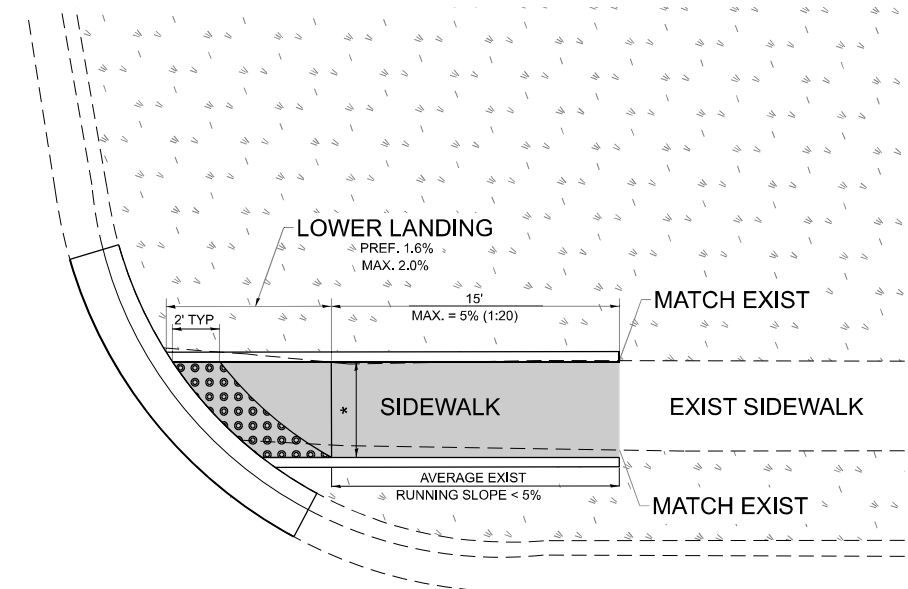 LOWER LANDING
PREF. 1.6%
MAX. 2.0%
15'
MAX. = 5% (1:20)
MATCH EXIST
2' TYP
*
SIDEWALK
EXIST SIDEWALK
AVERAGE EXIST
RUNNING SLOPE < 5%
MATCH EXIST